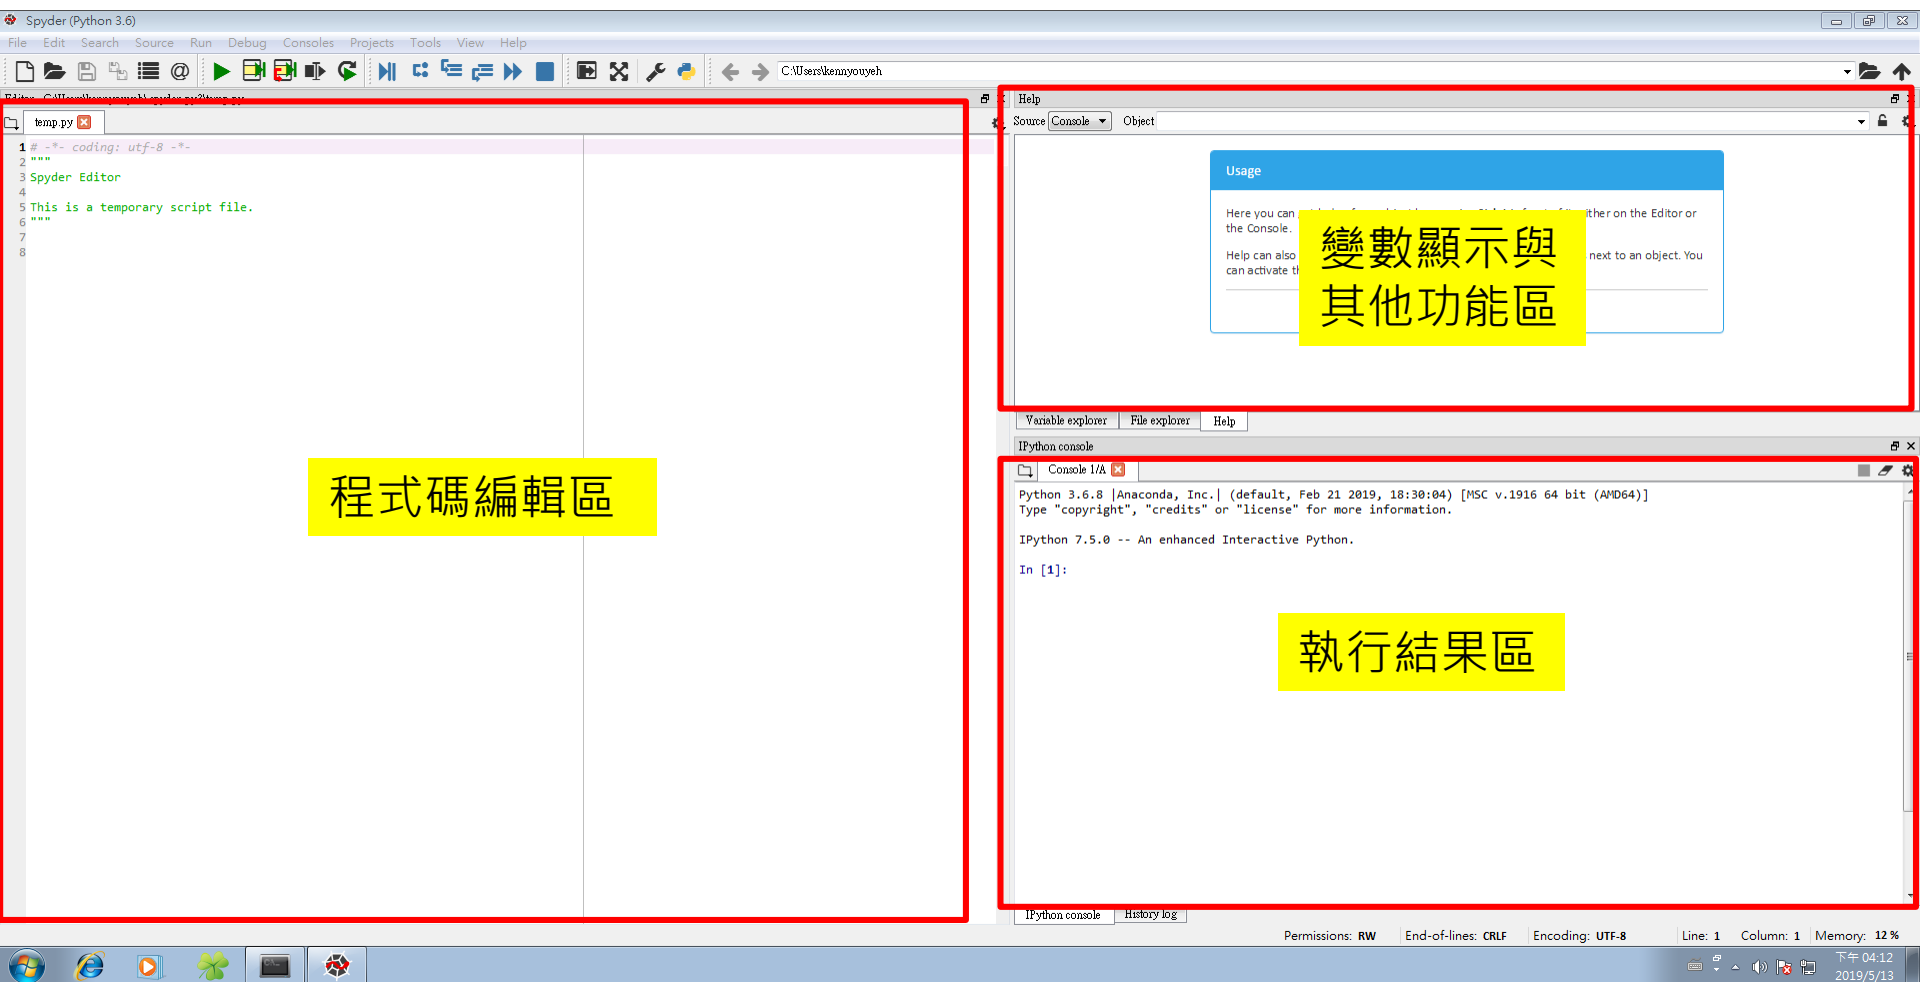 Spyder (Python 3.6)
File Edit Search Source Run Debug Consoles Projects Tools View Help
C:\Users\kennyouyeh
temp.py
1 # -*- coding: utf-8 -*-
2 """
3 Spyder Editor
4
5 This is a temporary script file.
6 """
7
8
程式碼編輯區
Help
Source Console Object
Usage
Here you can ither on the Editor or
the Console.
Help can also next to an object. You
can activate
變數顯示與
其他功能區
Variable explorer File explorer Help
IPython console
Console 1/A
Python 3.6.8 |Anaconda, Inc.| (default, Feb 21 2019, 18:30:04) [MSC v.1916 64 bit (AMD64)]
Type "copyright", "credits" or "license" for more information.
IPython 7.5.0 -- An enhanced Interactive Python.
In [1]:
執行結果區
IPython console History log
Permissions: RW End-of-lines: CRLF Encoding: UTF-8 Line: 1 Column: 1 Memory: 12 %
下午 04:12
2019/5/13